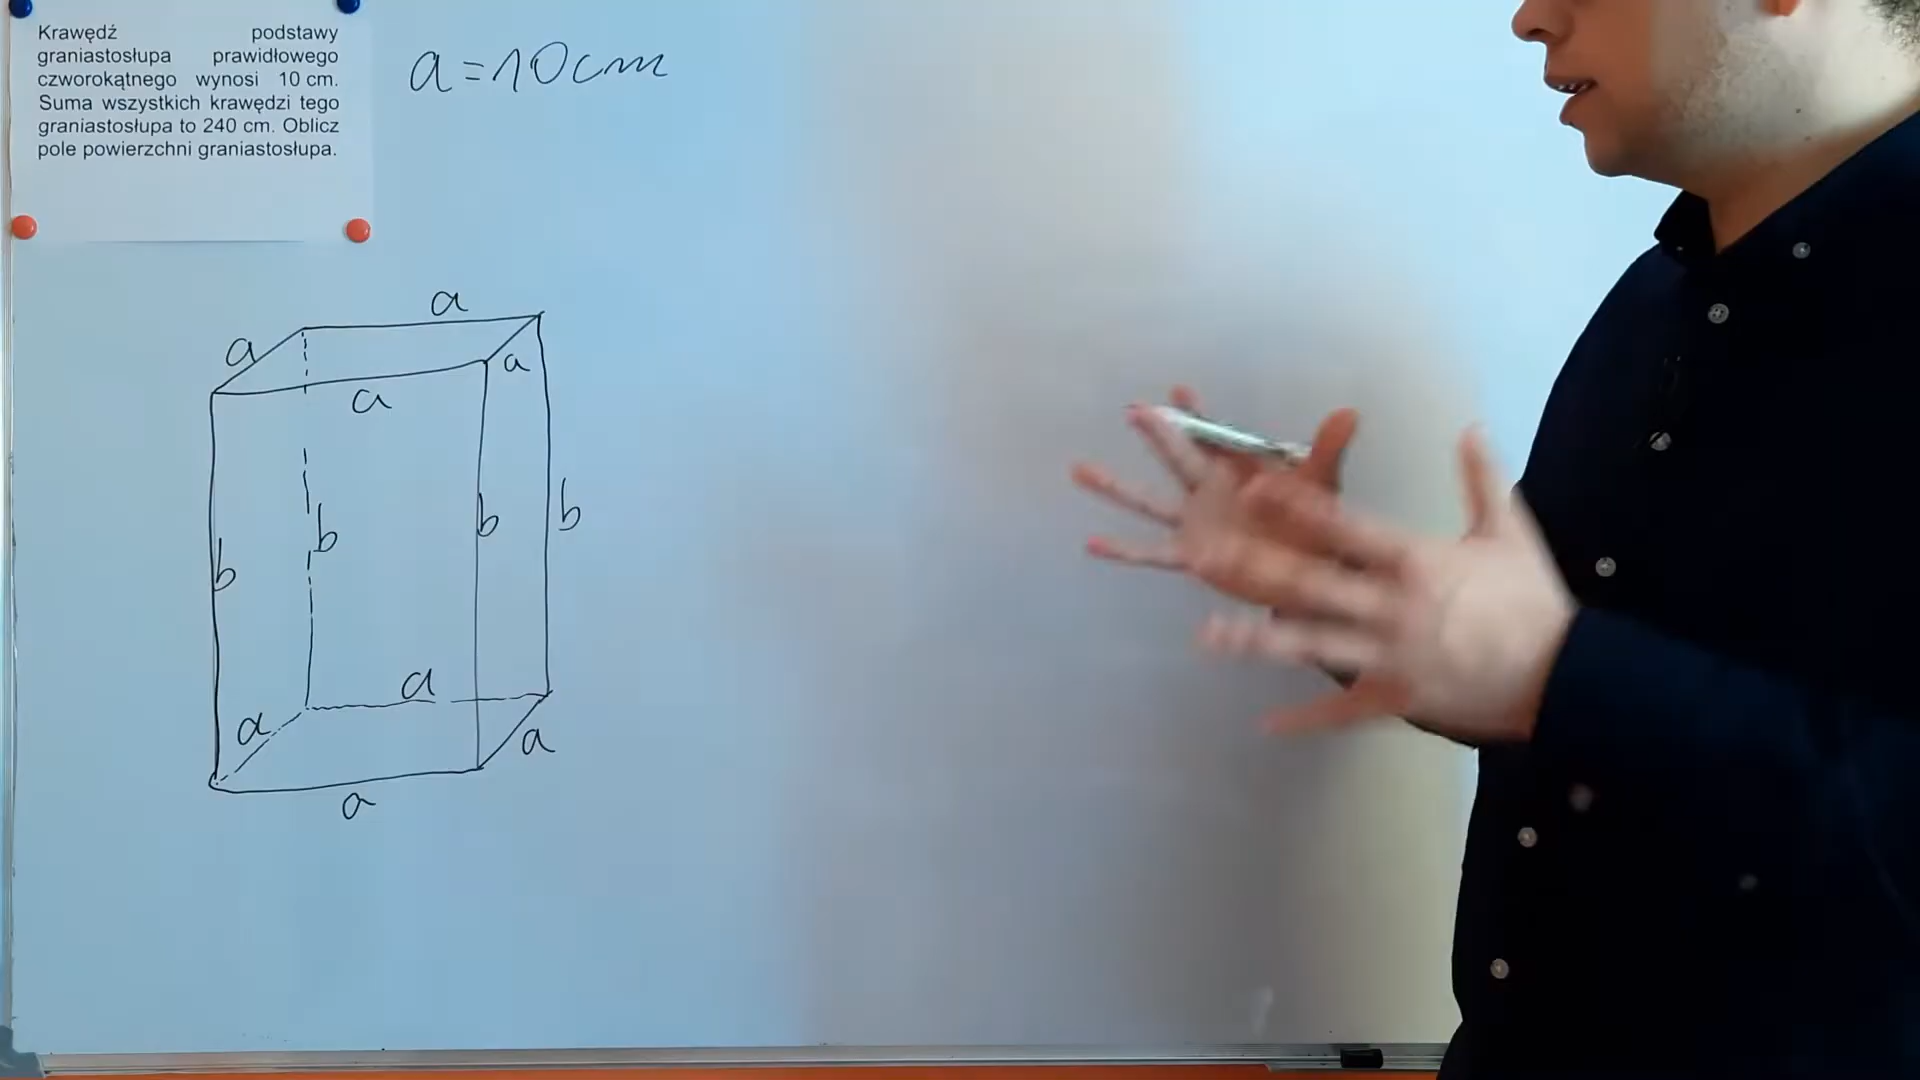 Krawędź podstawy
graniastosłupa prawidłowego
czworokątnego wynosi 10 cm.
Suma wszystkich krawędzi tego
graniastosłupa to 240 cm. Oblicz
pole powierzchni graniastosłupa.
a=10cm
a
a
a
a
b
b
b
b
a
a
a
a